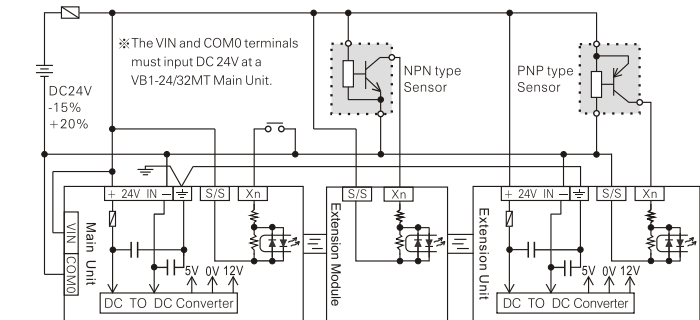 ※The VIN and COM0 terminals
must input DC 24V at a
VB1-24/32MT Main Unit.
DC24V
-15%
+20%
NPN type
Sensor
PNP type
Sensor
+ 24V IN −
S/S
Xn
S/S
Xn
+ 24V IN −
S/S
Xn
VIN
COM0
Main Unit
5V 0V 12V
DC TO DC Converter
Extension Module
Extension Unit
5V 0V 12V
DC TO DC Converter